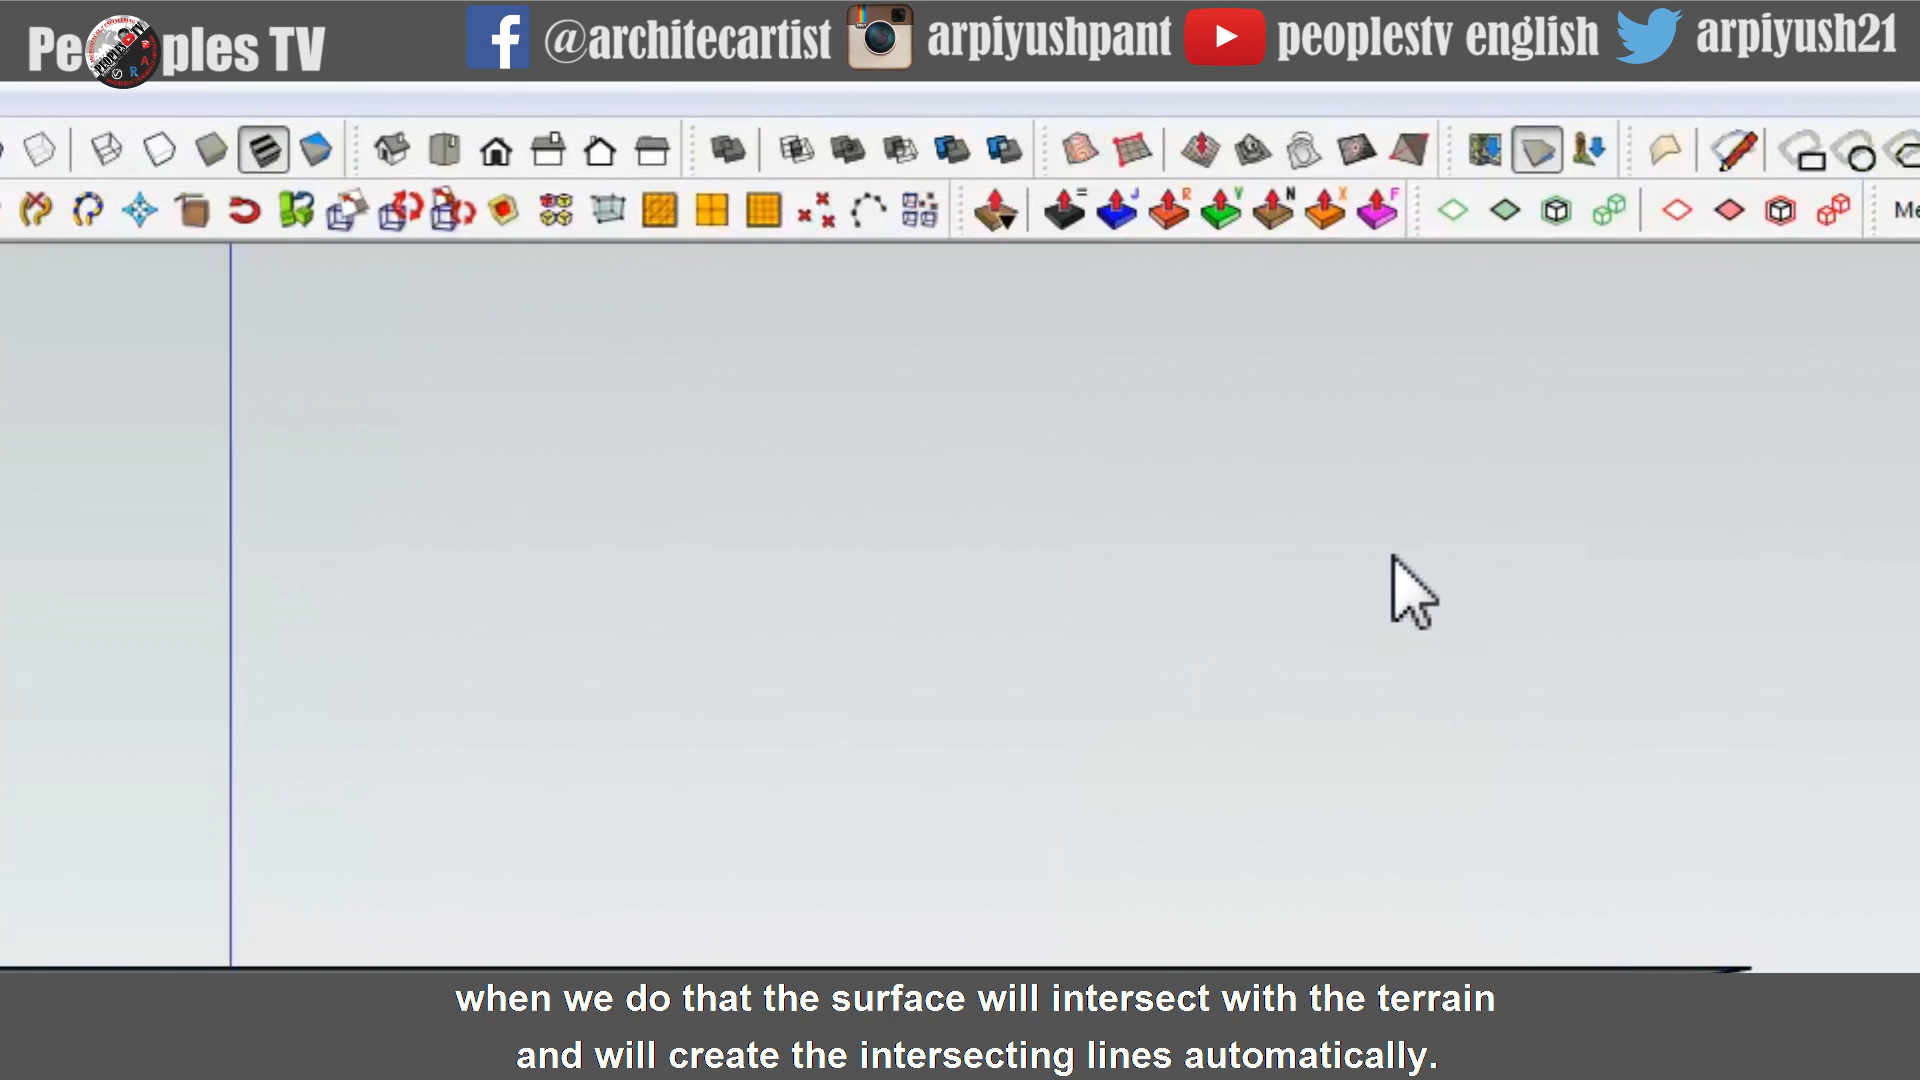 Peoples TV
@architecartist
arpiyushpant
peoplestv english
arpiyush21
= J R V N X F
Me
when we do that the surface will intersect with the terrain
and will create the intersecting lines automatically.